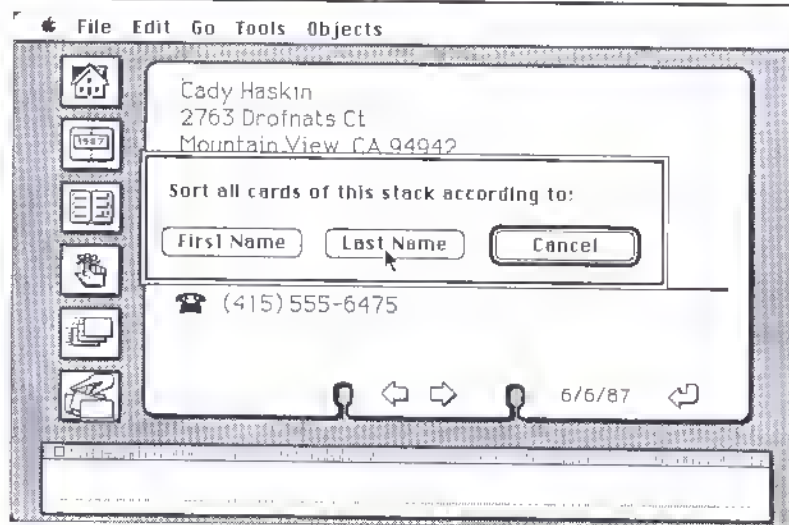 File Edit Go Tools Objects
1987
Cady Haskin
2763 Drofnats Ct
Mountain View CA 94942
Sort all cards of this stack according to:
First Name Last Name Cancel
(415) 555-6475
6/6/87